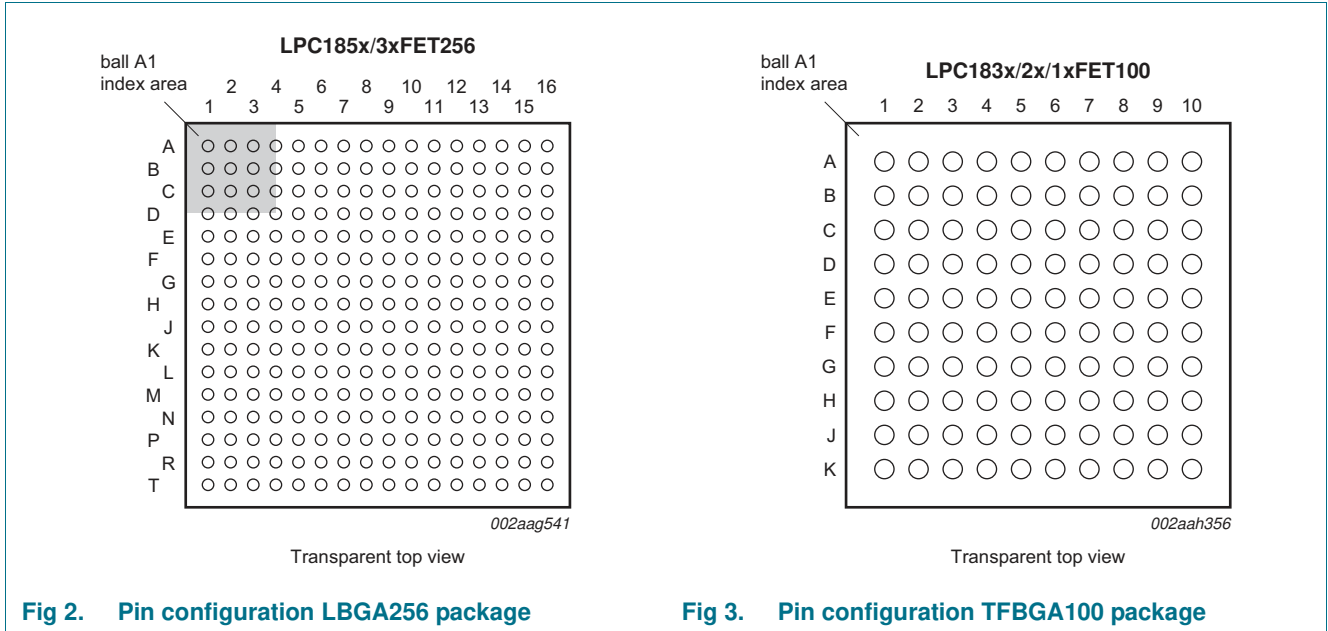 LPC185x/3xFET256
ball A1
index area
2 4 6 8 10 12 14 16
1 3 5 7 9 11 13 15
A
B
C
D
E
F
G
H
J
K
L
M
N
P
R
T
002aag541
Transparent top view
Fig 2. Pin configuration LBGA256 package
LPC183x/2x/1xFET100
ball A1
index area
1 2 3 4 5 6 7 8 9 10
A
B
C
D
E
F
G
H
J
K
002aah356
Transparent top view
Fig 3. Pin configuration TFBGA100 package